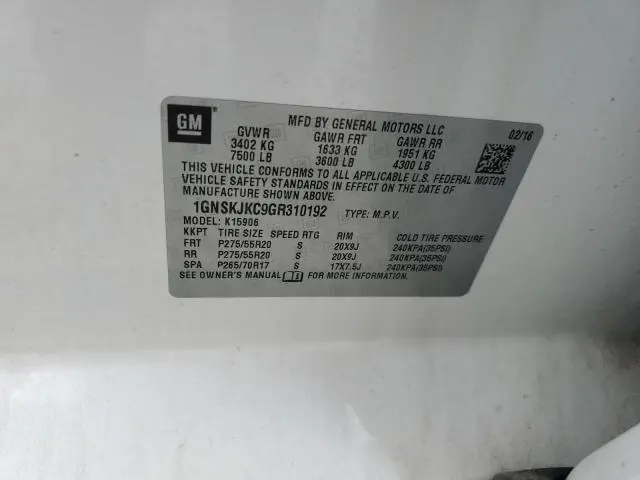 GM
MFD BY GENERAL MOTORS LLC 02/16
GVWR GAWR FRT GAWR RR
3402 KG 1633 KG 1951 KG
7500 LB 3600 LB 4300 LB
THIS VEHICLE CONFORMS TO ALL APPLICABLE U.S. FEDERAL MOTOR
VEHICLE SAFETY STANDARDS IN EFFECT ON THE DATE OF
MANUFACTURE SHOWN ABOVE.
1GNSKJKC9GR310192 TYPE: M.P.V.
MODEL: K15906
KKPT TIRE SIZE SPEED RTG RIM COLD TIRE PRESSURE
FRT P275/55R20 S 20X9J 240KPA(35PSI)
RR P275/55R20 S 20X9J 240KPA(35PSI)
SPA P265/70R17 S 17X7.5J 240KPA(35PSI)
SEE OWNER'S MANUAL FOR MORE INFORMATION.